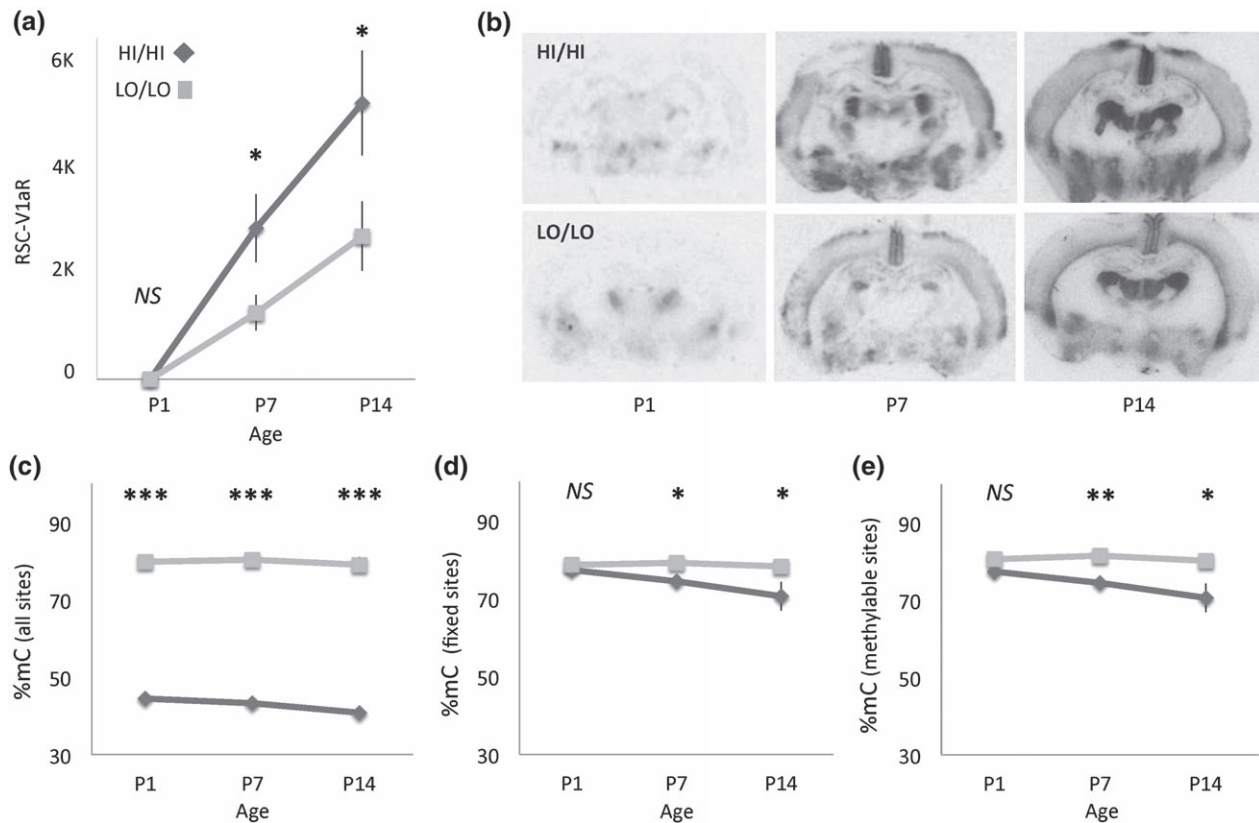 (a)
HI/HI
LO/LO
6K
4K
2K
0
RSC-V1aR
NS
*
*
P1 P7 P14
Age
(b)
HI/HI
LO/LO
P1 P7 P14
(c)
*** *** ***
90
70
50
30
%mC (all sites)
P1 P7 P14
Age
(d)
NS * *
90
70
50
30
%mC (fixed sites)
P1 P7 P14
Age
(e)
NS ** *
90
70
50
30
%mC (methylable sites)
P1 P7 P14
Age